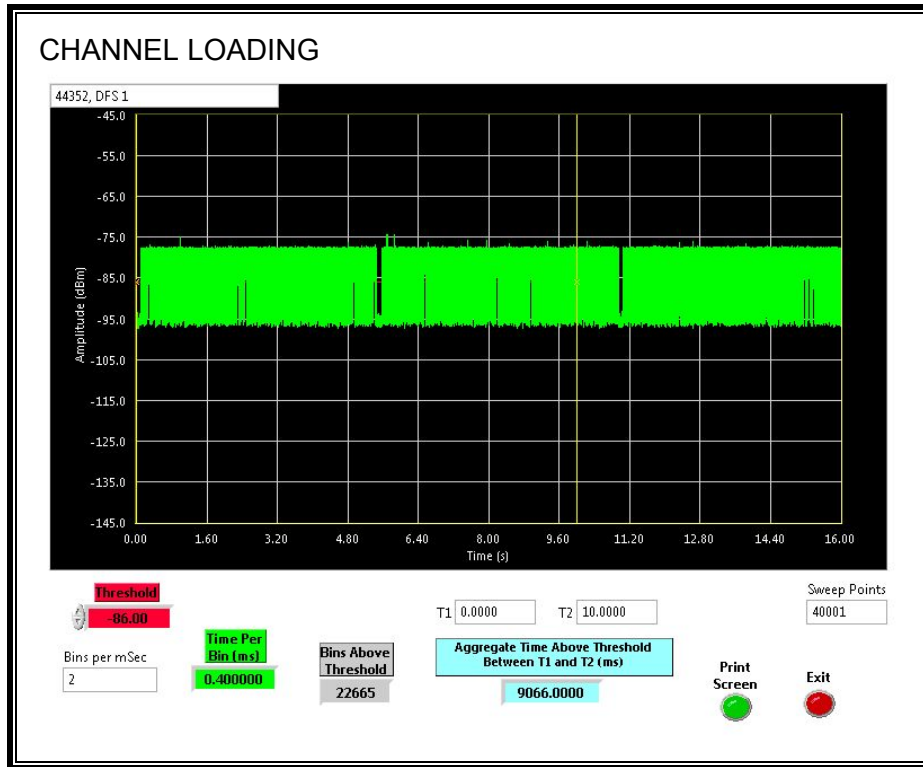 CHANNEL LOADING
44352, DFS 1
-45.0
-55.0
-65.0
-75.0
-85.0
-95.0
-105.0
-115.0
-125.0
-135.0
-145.0
Amplitude (dBm)
0.00 1.60 3.20 4.80 6.40 8.00 9.60 11.20 12.80 14.40 16.00
Time (s)
Threshold
-86.00
Bins per mSec
2
Time Per
Bin (ms)
0.400000
Bins Above
Threshold
22665
T1 0.0000 T2 10.0000
Aggregate Time Above Threshold
Between T1 and T2 (ms)
9066.0000
Sweep Points
40001
Print
Screen
Exit